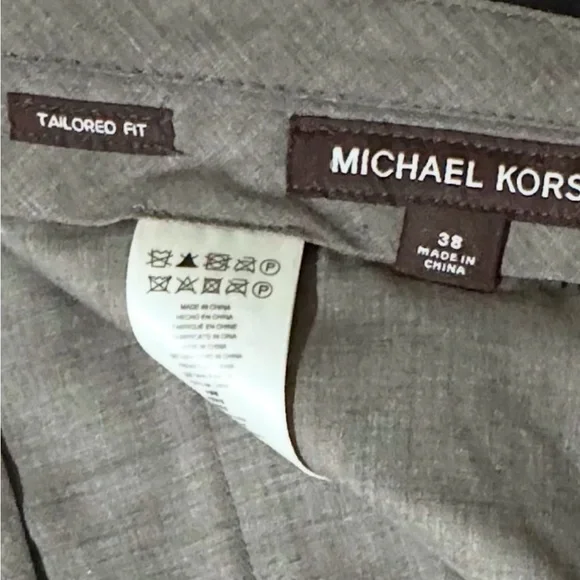 TAILORED FIT
MICHAEL KORS
38
MADE IN
CHINA
P
P
MADE IN CHINA
HECHO EN CHINA
FABRIQUÉ EN CHINE